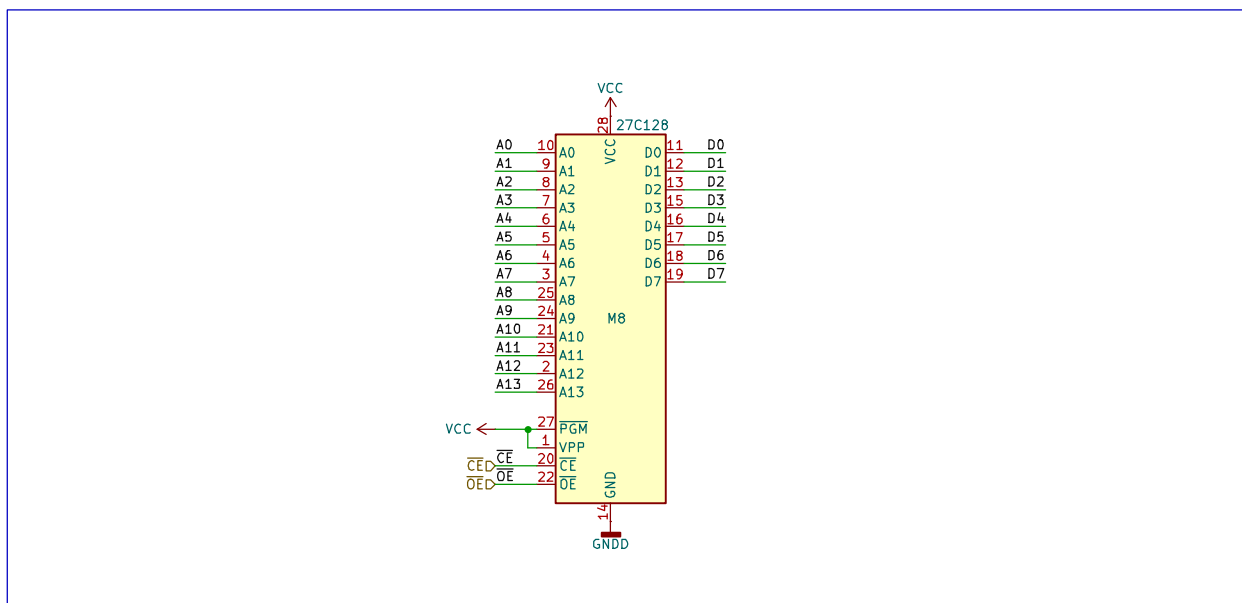 VCC
28 27C128
VCC
A0 10 A0 D0 11 D0
A1 9 A1 D1 12 D1
A2 8 A2 D2 13 D2
A3 7 A3 D3 15 D3
A4 6 A4 D4 16 D4
A5 5 A5 D5 17 D5
A6 4 A6 D6 18 D6
A7 3 A7 D7 19 D7
A8 25 A8
A9 24 A9 M8
A10 21 A10
A11 23 A11
A12 2 A12
A13 26 A13
VCC 27 PGM
1 VPP
CE CE 20 CE
OE OE 22 OE
GND
14
GNDD